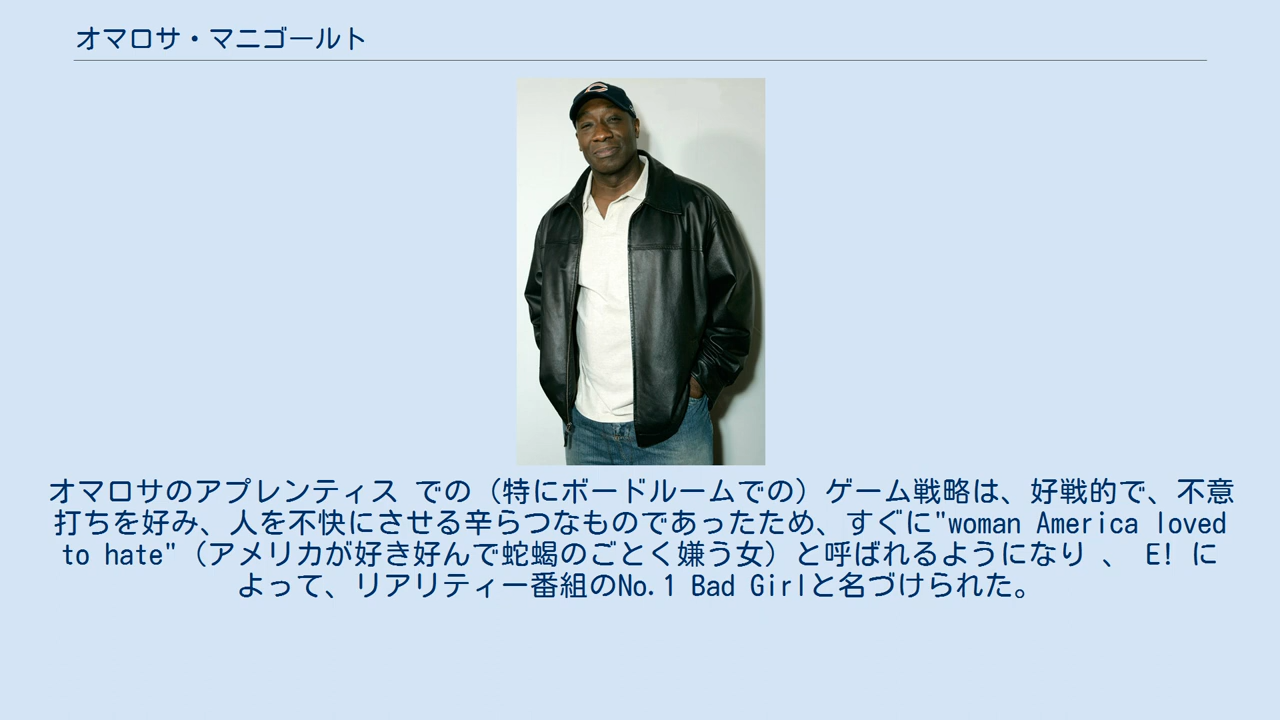 オマロサ・マニゴールト
オマロサのアプレンティス での（特にボードルームでの）ゲーム戦略は、好戦的で、不意
打ちを好み、人を不快にさせる辛らつなものであったため、すぐに"woman America loved
to hate"（アメリカが好き好んで蛇蝎のごとく嫌う女）と呼ばれるようになり 、 E! に
よって、リアリティー番組のNo.1 Bad Girlと名づけられた。